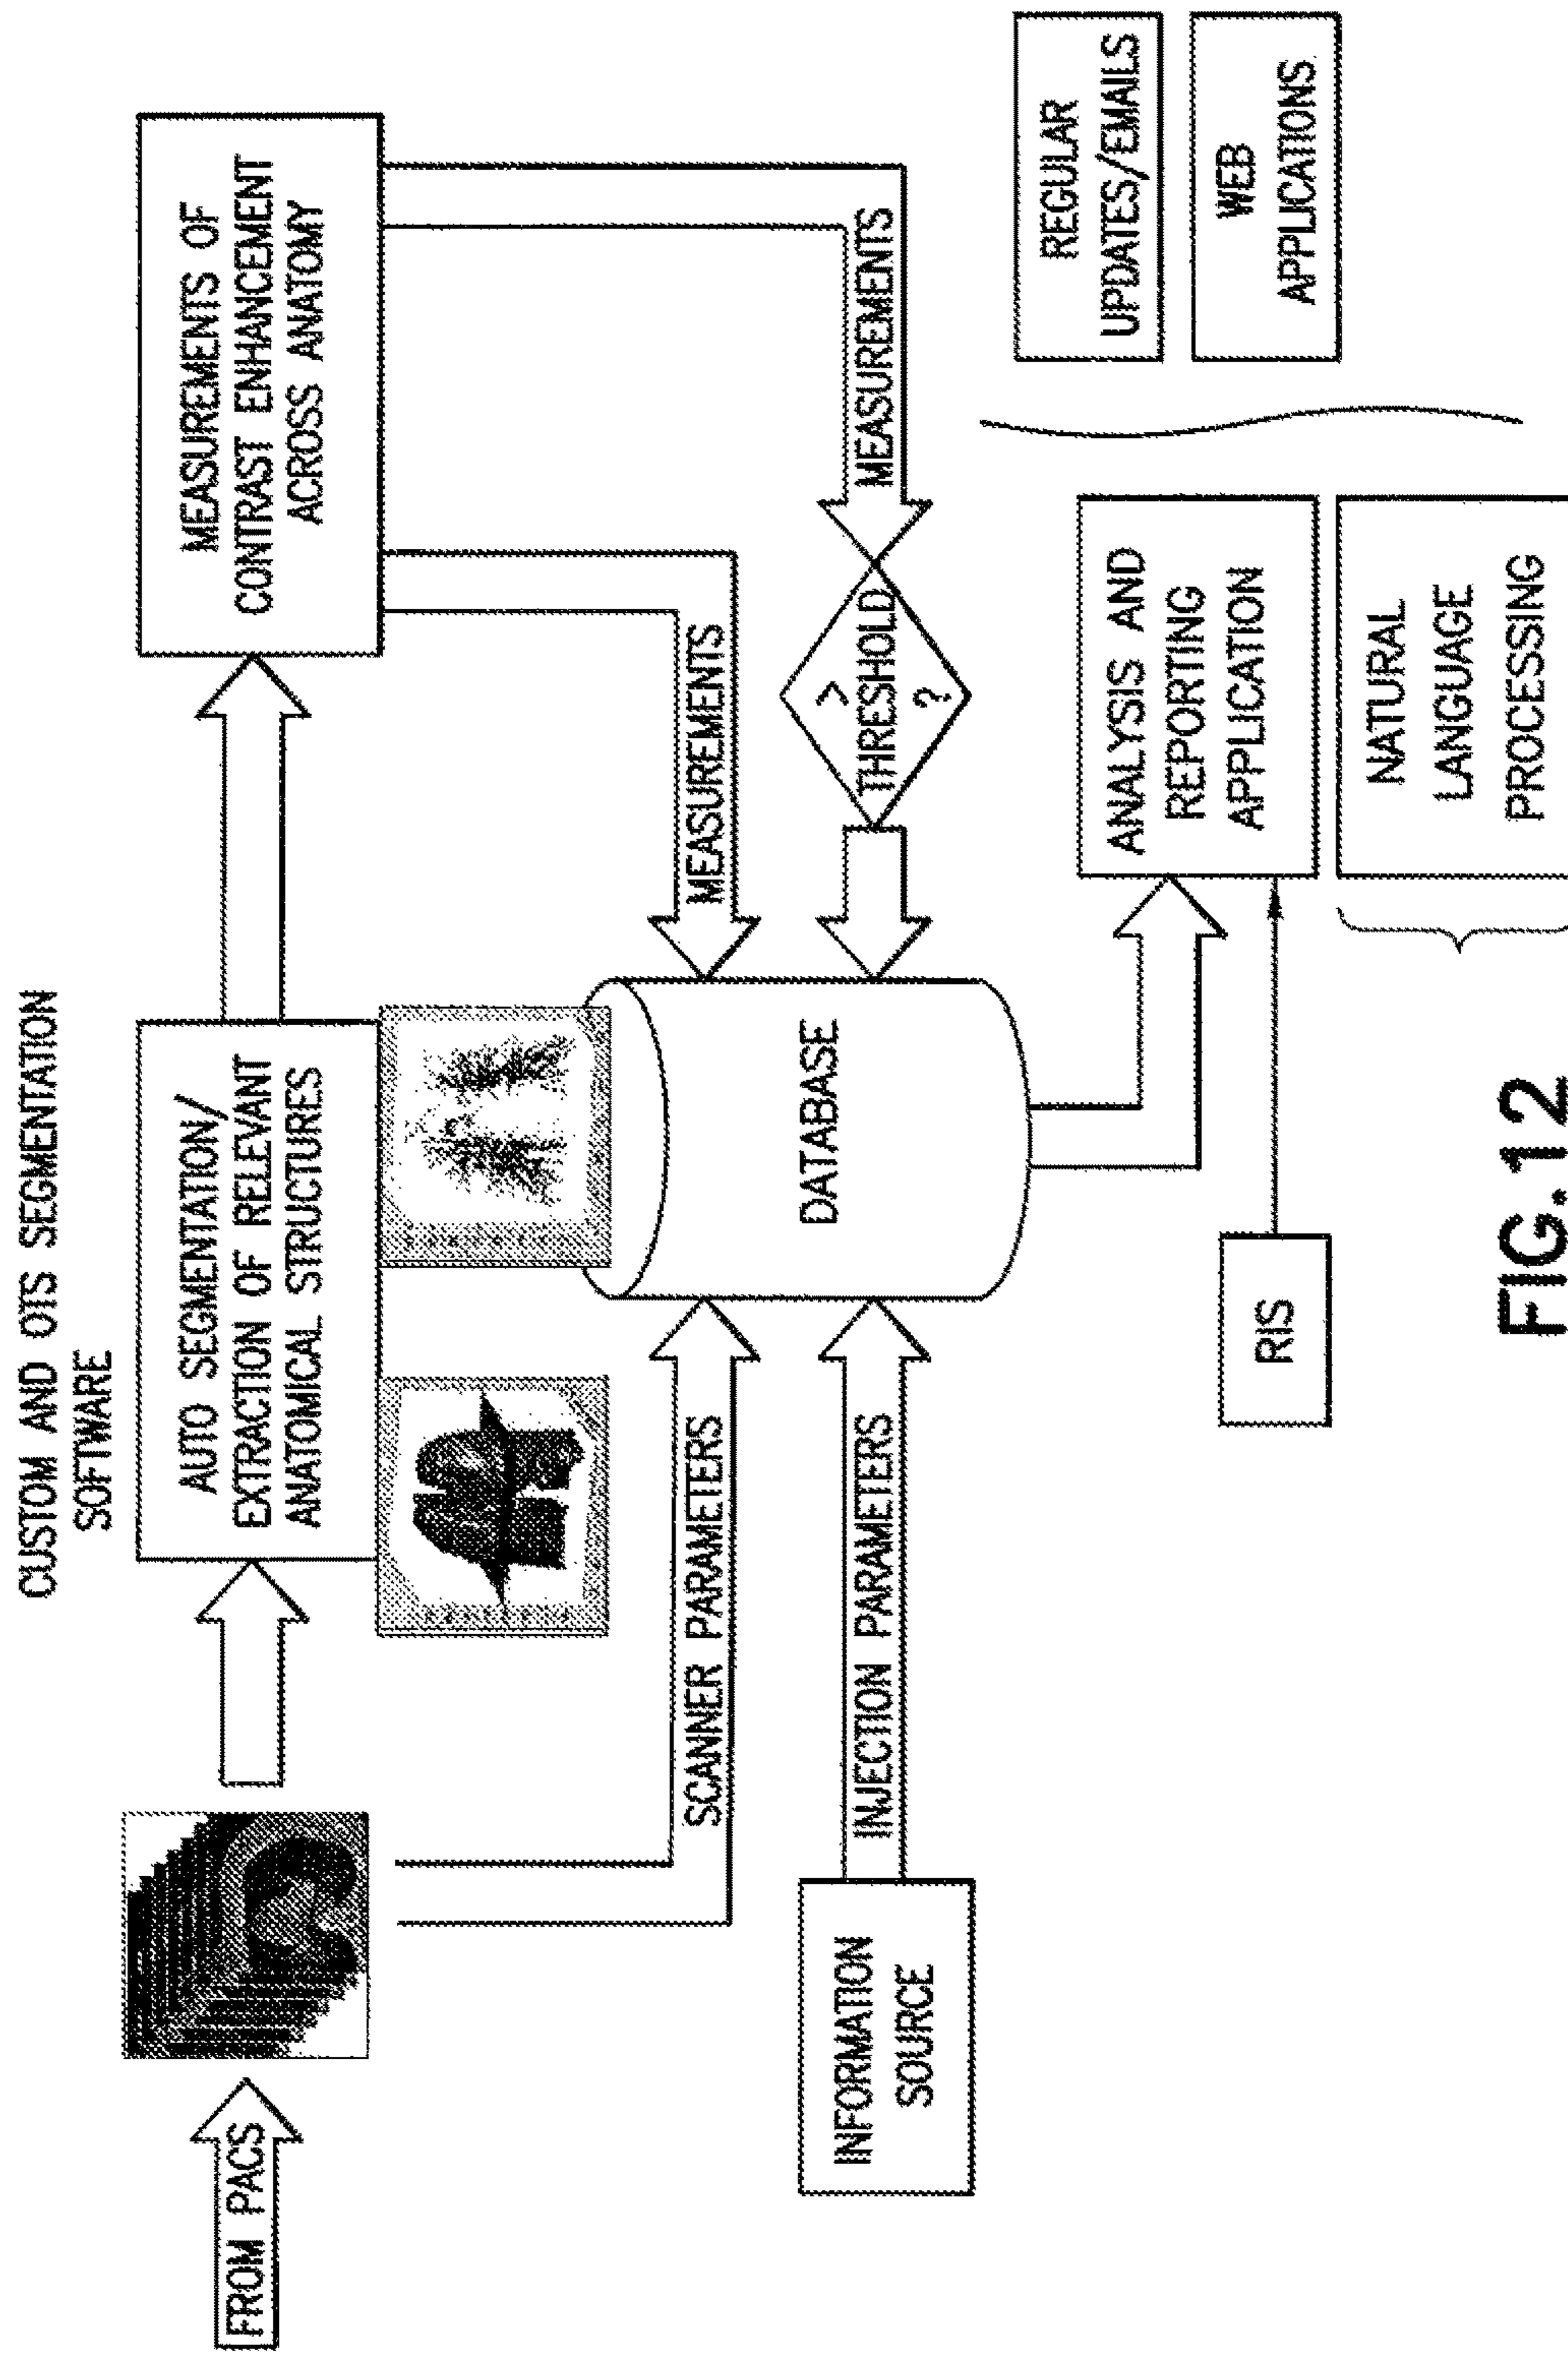 CUSTOM AND OTS SEGMENTATION
SOFTWARE
FROM PACS
AUTO SEGMENTATION/
EXTRACTION OF RELEVANT
ANATOMICAL STRUCTURES
MEASUREMENTS OF
CONTRAST ENHANCEMENT
ACROSS ANATOMY
SCANNER PARAMETERS
MEASUREMENTS
INFORMATION
SOURCE
INJECTION PARAMETERS
DATABASE
>
THRESHOLD
?
MEASUREMENTS
RIS
ANALYSIS AND
REPORTING
APPLICATION
NATURAL
LANGUAGE
PROCESSING
REGULAR
UPDATES/EMAILS
WEB
APPLICATIONS
FIG.12